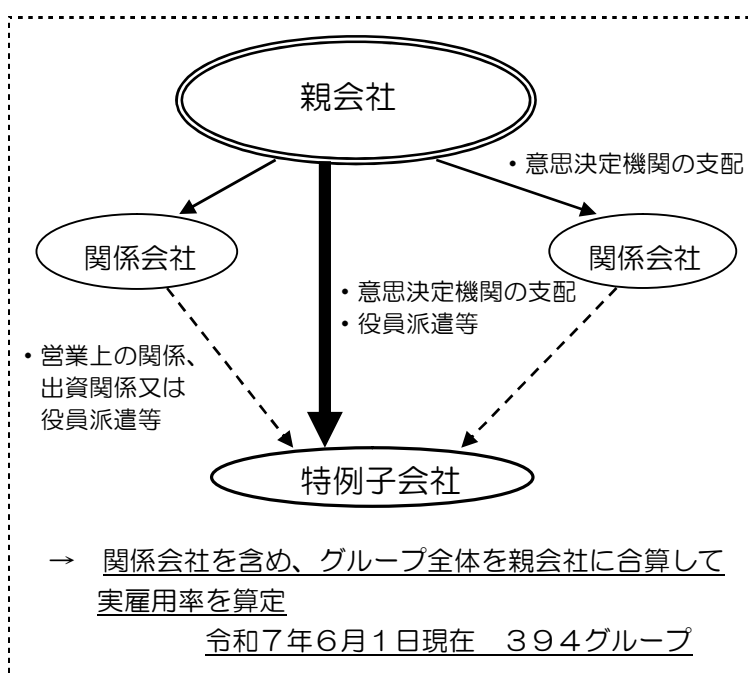 親会社
・意思決定機関の支配
関係会社
関係会社
・意思決定機関の支配
・役員派遣等
・営業上の関係、
出資関係又は
役員派遣等
特例子会社
→ 関係会社を含め、グループ全体を親会社に合算して
実雇用率を算定
令和７年６月１日現在 ３９４グループ